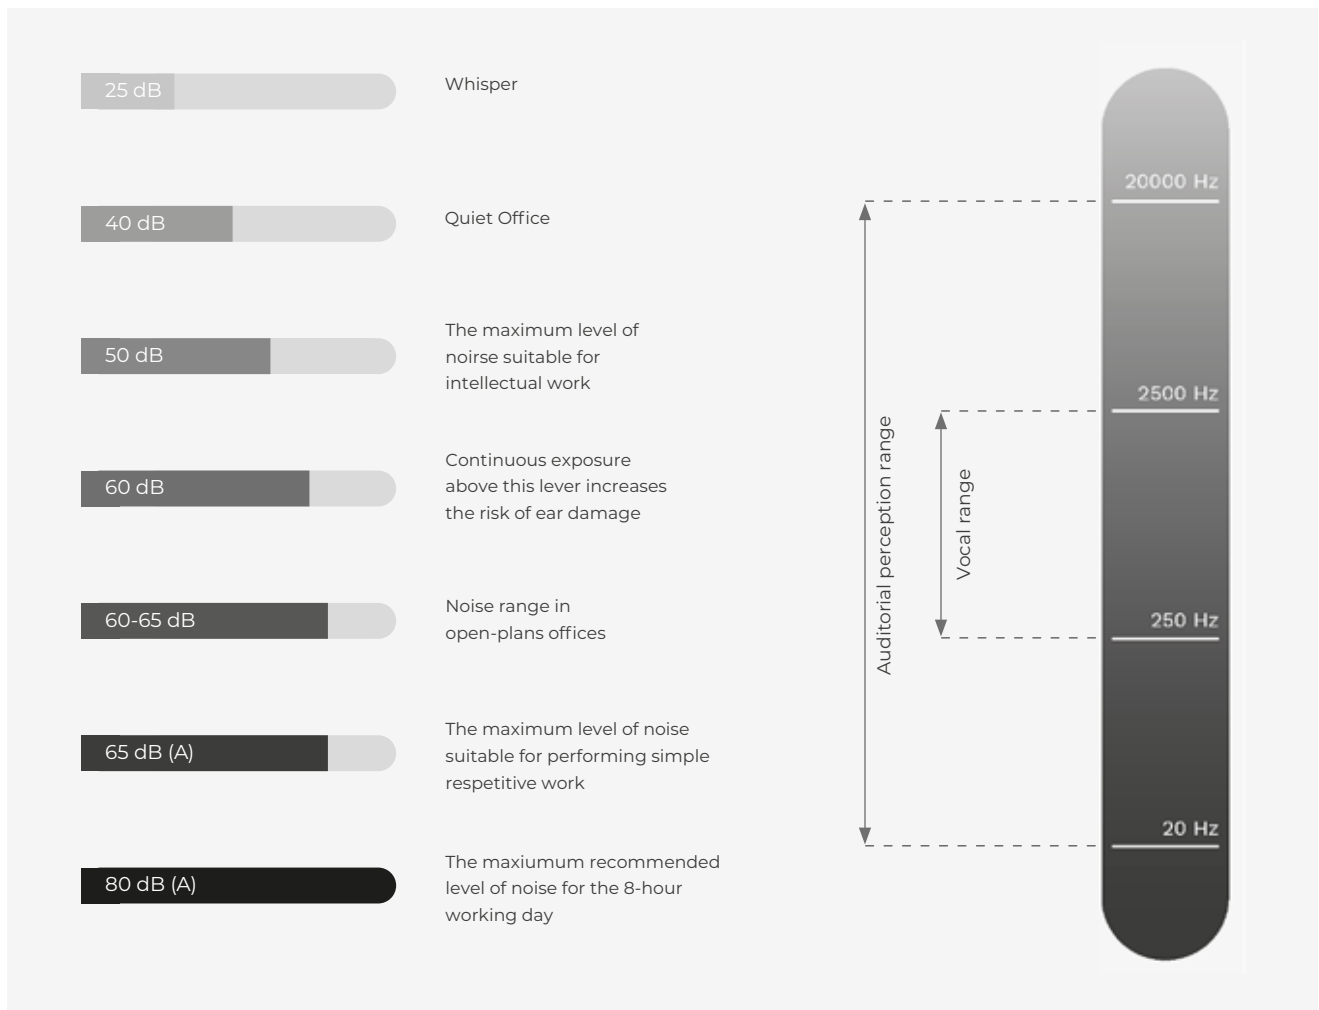 25 dB
Whisper
40 dB
Quiet Office
50 dB
The maximum level of
noirse suitable for
intellectual work
60 dB
Continuous exposure
above this lever increases
the risk of ear damage
60-65 dB
Noise range in
open-plans offices
65 dB (A)
The maximum level of noise
suitable for performing simple
respetitive work
80 dB (A)
The maxiumum recommended
level of noise for the 8-hour
working day
Auditorial perception range
Vocal range
20000 Hz
2500 Hz
250 Hz
20 Hz